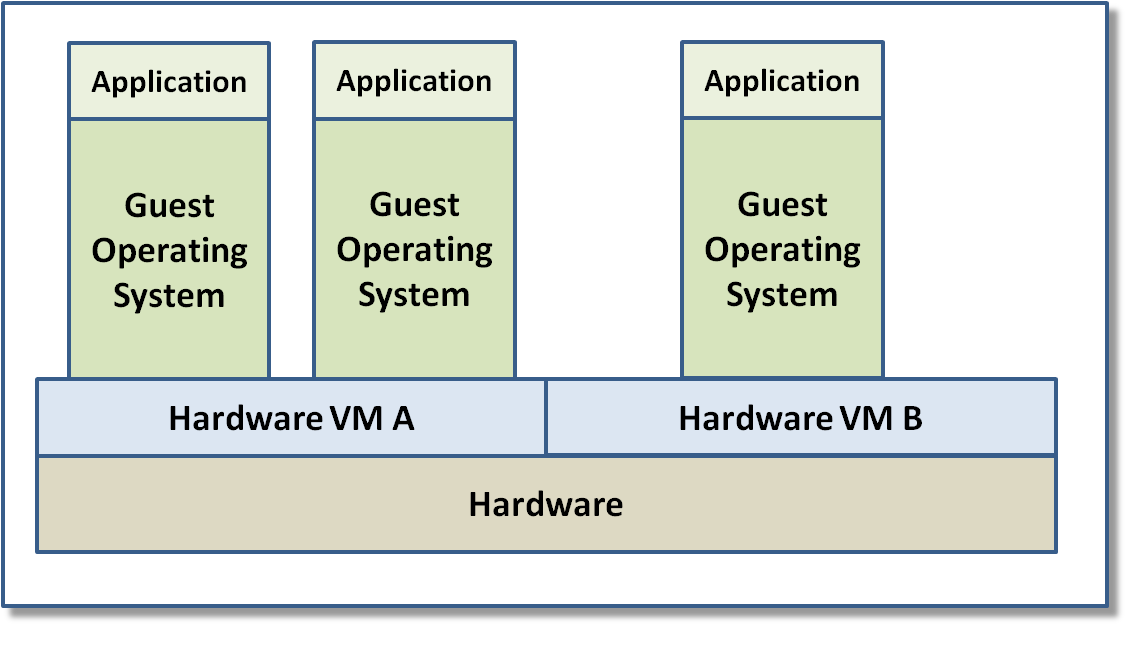 Application
Application
Application
Guest
Operating
System
Guest
Operating
System
Guest
Operating
System
Hardware VM A
Hardware VM B
Hardware